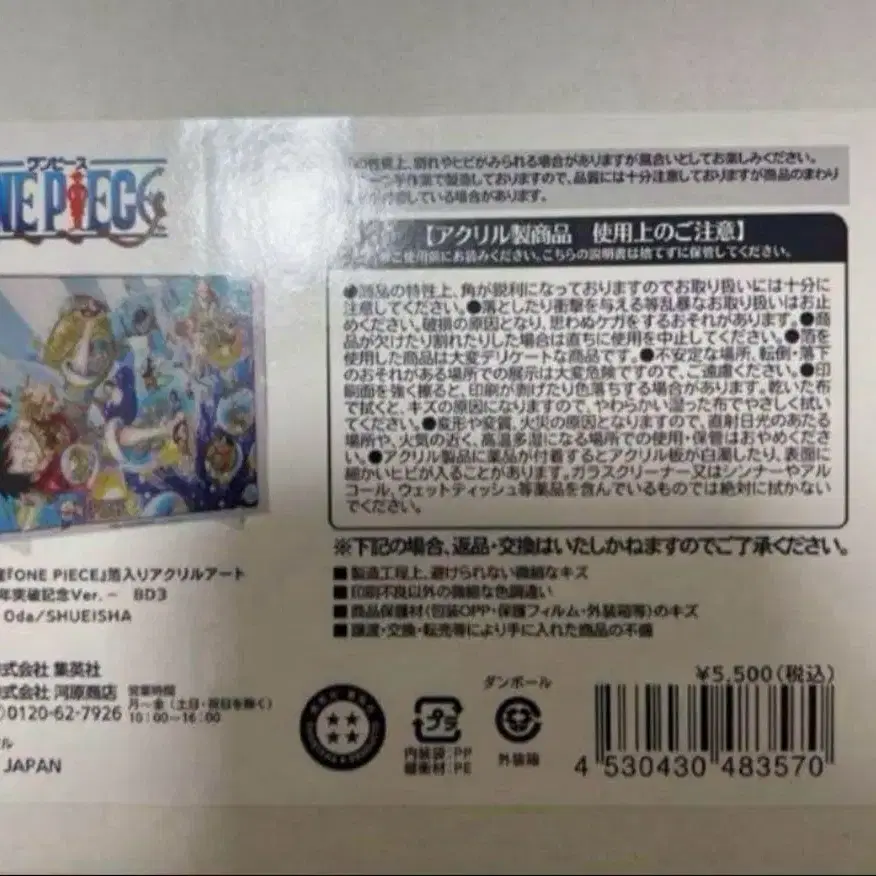 ワンピース
NE PIECE
の性質上、割れやヒビがみられる場合がありますが風合いとしてお楽しみください。
手作業で製造しておりますので、品質には十分注意しておりますが商品のまわり
している場合があります。
【アクリル製商品 使用上のご注意】
ご使用前にお読みください。こちらの説明書は捨てずに保管してください。
●商品の特性上、角が鋭利になっておりますのでお取り扱いには十分に
注意してください。●落としたり衝撃を与える等乱暴なお取り扱いはお止
めください。破損の原因となり、思わぬケガをするおそれがあります。●商
品が欠けたり割れたりした場合は直ちに使用を中止してください。●箔を
使用した商品は大変デリケートな商品です。●不安定な場所、転倒・落下
のおそれがある場所での展示は大変危険ですので、ご遠慮ください。●印
刷面を強く擦ると、印刷が剥げたり色落ちする場合があります。乾いた布
で拭くと、キズの原因になりますので、やわらかい湿った布でやさしく拭い
てください。●変形や変質、火災の原因となりますので、直射日光のあたる
場所や、火気の近く、高温多湿になる場所での使用・保管はおやめくださ
い。●アクリル製品に薬品が付着するとアクリル板が白濁したり、表面に
細かいヒビが入ることがあります。ガラスクリーナー又はシンナーやアル
コール、ウェットティッシュ等薬品を含んでいるものでは絶対に拭かない
でください。
※下記の場合、返品・交換はいたしかねますのでご了承ください。
■製造工程上、避けられない微細なキズ
■印刷不良以外の微細な色調違い
■商品保護材(包装OPP・保護フィルム・外装箱等)のキズ
■譲渡・交換・転売等により手に入れた商品の不備
『ONE PIECE』箔入りアクリルアート
年突破記念Ver.- BD3
Oda/SHUEISHA
式会社 集英社
式会社 河原商店 営業時間
0120-62-7926 月~金(土日・祝日を除く)
10:00~16:00
ル
JAPAN
プラ
内装袋:PP
緩衝材:PE
ダンボール
外装箱
¥5,500(税込)
4 530430 483570